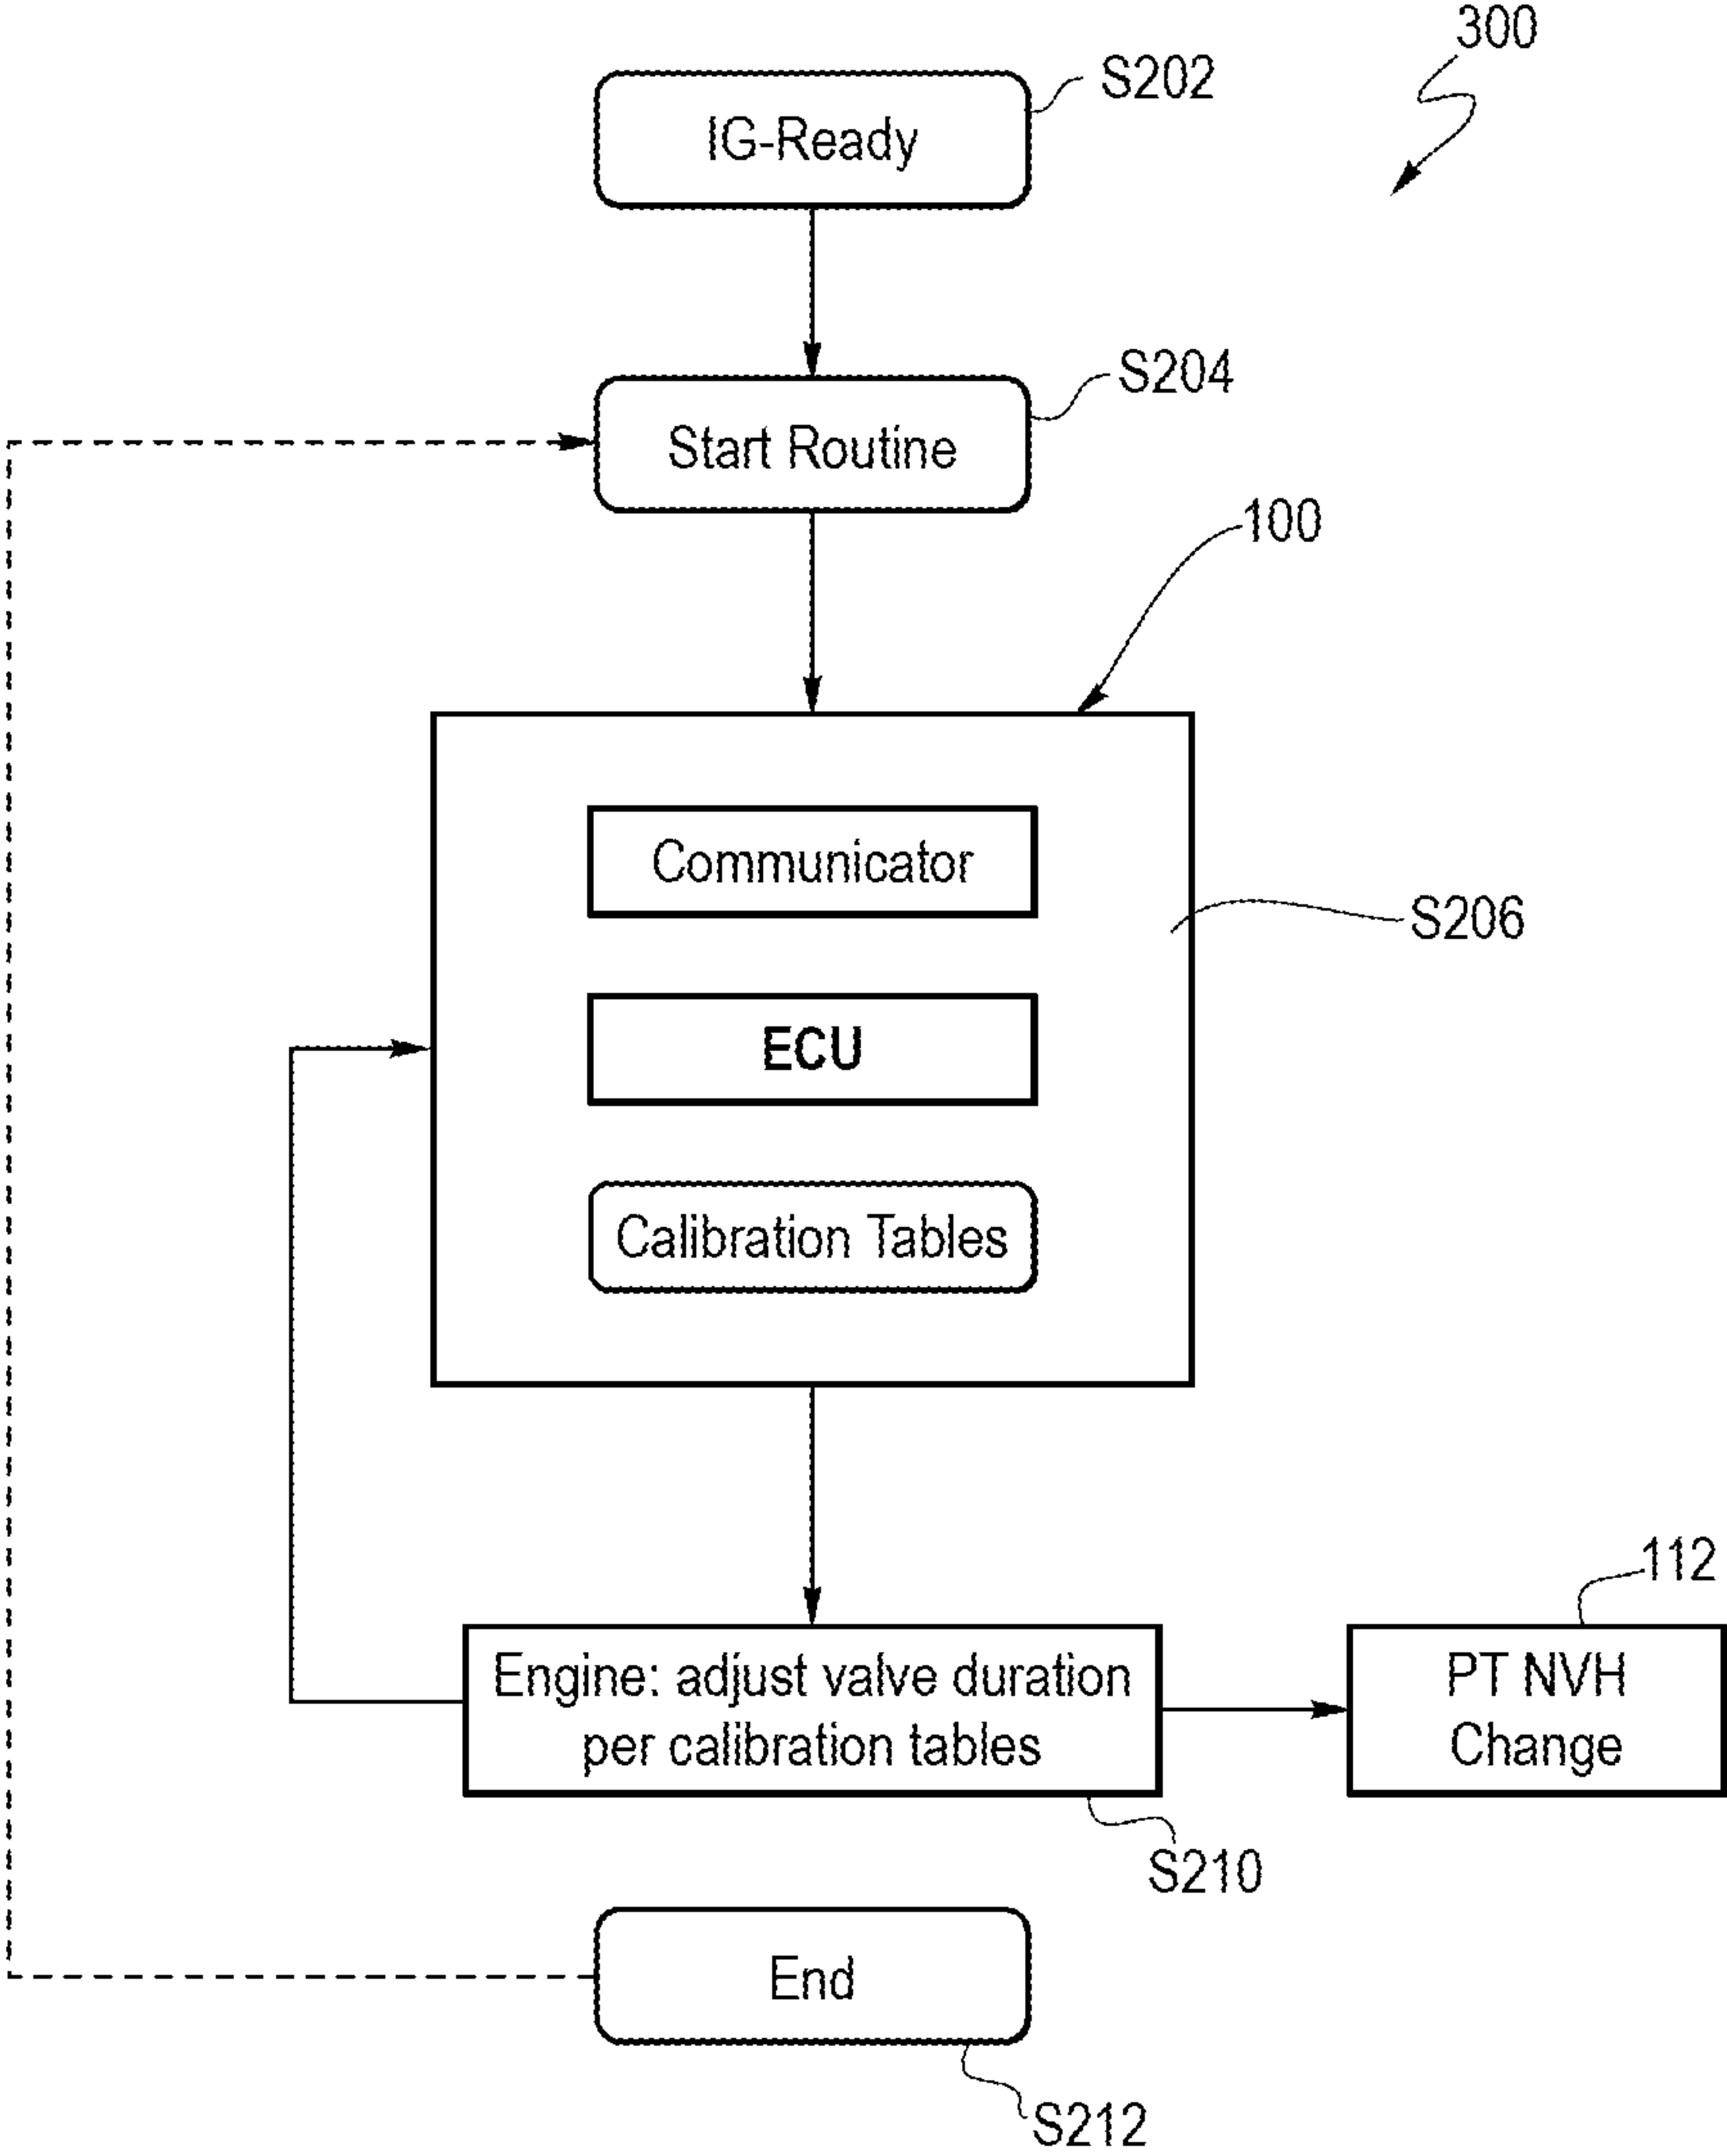 300
S202
IG-Ready
S204
Start Routine
100
Communicator
S206
ECU
Calibration Tables
112
Engine: adjust valve duration
per calibration tables
PT NVH
Change
S210
End
S212